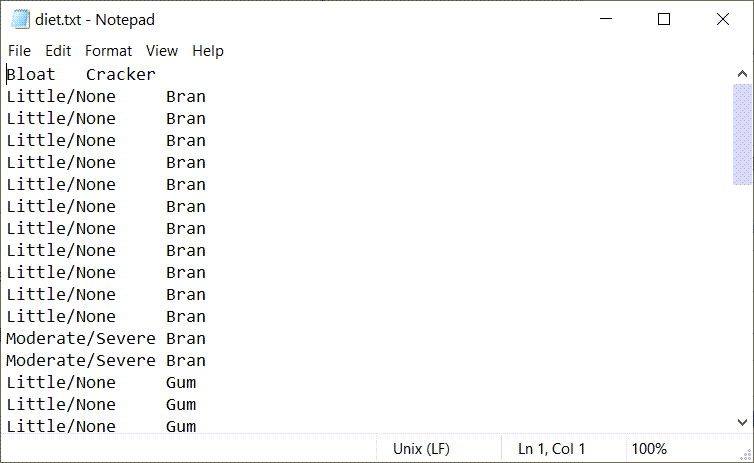 diet.txt - Notepad
File Edit Format View Help
Bloat Cracker
Little/None Bran
Little/None Bran
Little/None Bran
Little/None Bran
Little/None Bran
Little/None Bran
Little/None Bran
Little/None Bran
Little/None Bran
Little/None Bran
Little/None Bran
Moderate/Severe Bran
Moderate/Severe Bran
Little/None Gum
Little/None Gum
Little/None Gum
Unix (LF) Ln 1, Col 1 100%